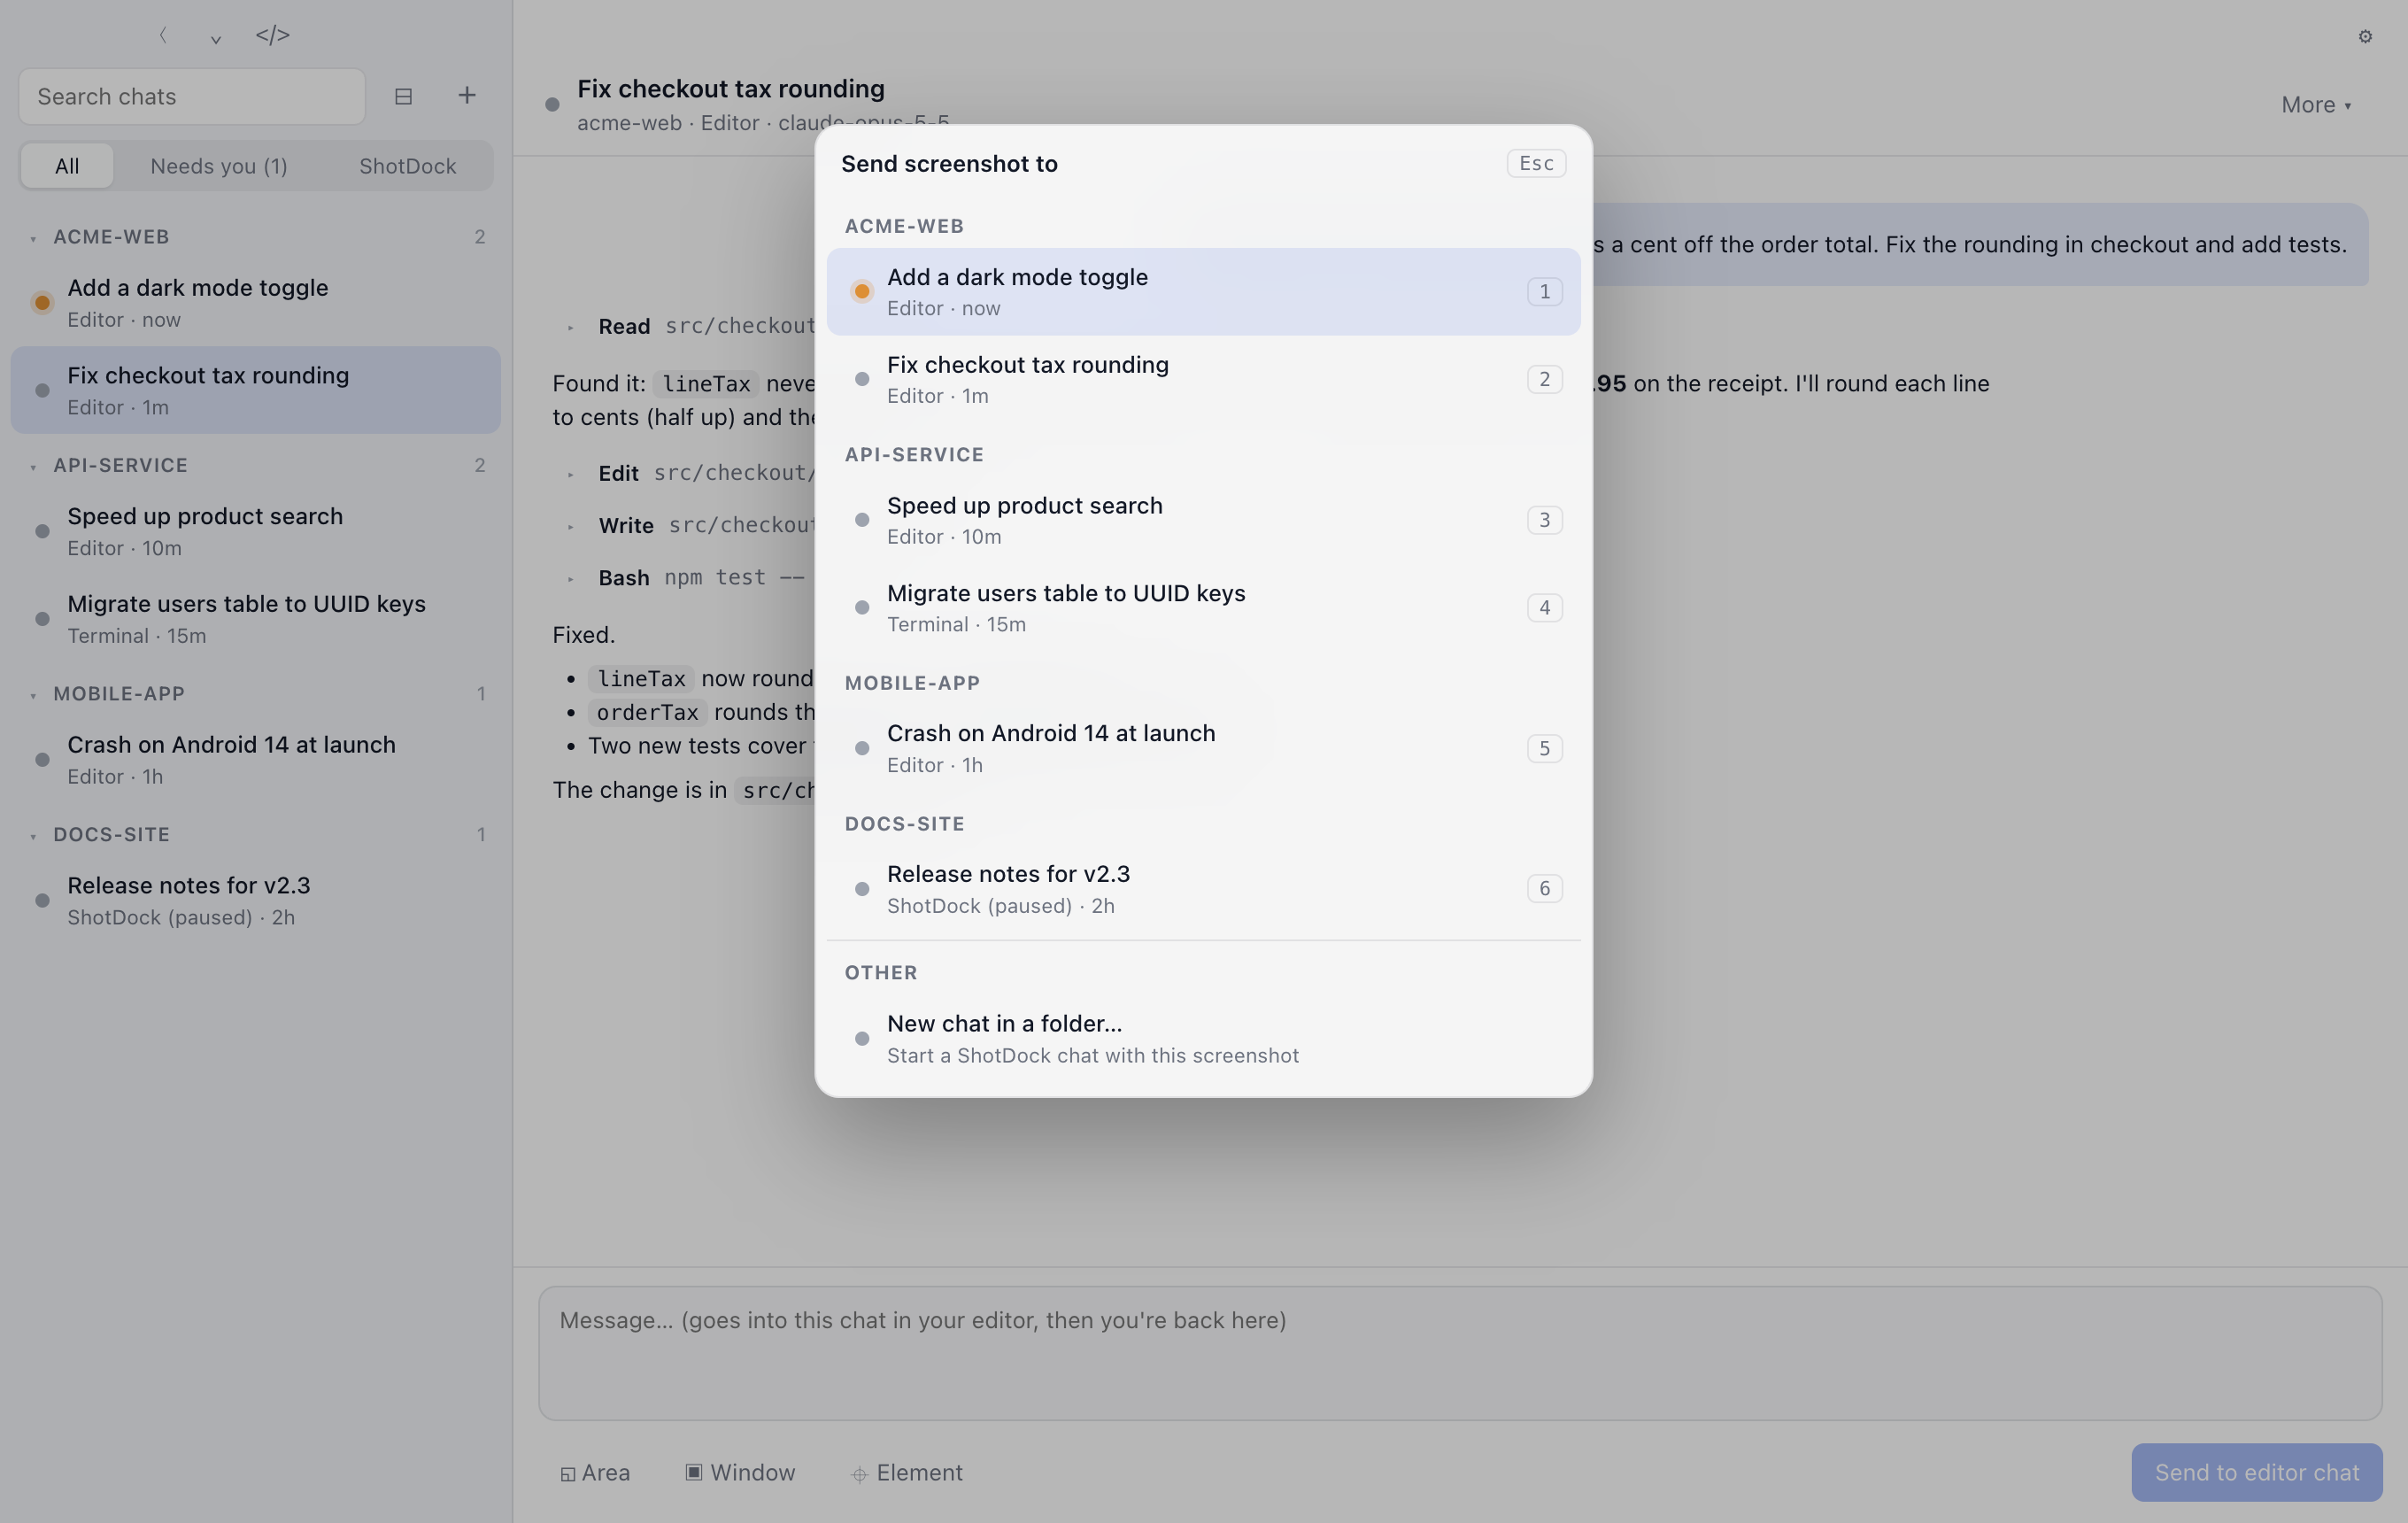 </>
Search chats
All
Needs you (1)
ShotDock
ACME-WEB 2
Add a dark mode toggle
Editor · now
Fix checkout tax rounding
Editor · 1m
API-SERVICE 2
Speed up product search
Editor · 10m
Migrate users table to UUID keys
Terminal · 15m
MOBILE-APP 1
Crash on Android 14 at launch
Editor · 1h
DOCS-SITE 1
Release notes for v2.3
ShotDock (paused) · 2h
Fix checkout tax rounding
acme-web · Editor · claude-opus-5-5
More
s a cent off the order total. Fix the rounding in checkout and add tests.
Read src/checkout
Found it: lineTax .95 on the receipt. I'll round each line
to cents (half up) and
Edit src/checkout/
Write src/checkout
Bash npm test --
Fixed.
• lineTax now round
• orderTax rounds
• Two new tests cover
The change is in
Send screenshot to
Esc
ACME-WEB
Add a dark mode toggle
Editor · now
1
Fix checkout tax rounding
Editor · 1m
2
API-SERVICE
Speed up product search
Editor · 10m
3
Migrate users table to UUID keys
Terminal · 15m
4
MOBILE-APP
Crash on Android 14 at launch
Editor · 1h
5
DOCS-SITE
Release notes for v2.3
ShotDock (paused) · 2h
6
OTHER
New chat in a folder...
Start a ShotDock chat with this screenshot
Message... (goes into this chat in your editor, then you're back here)
Area
Window
Element
Send to editor chat